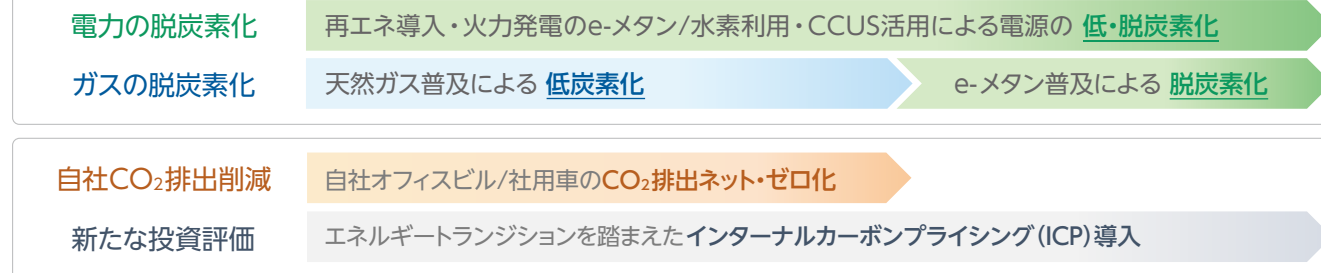 電力の脱炭素化 再エネ導入・火力発電のe-メタン/水素利用・CCUS活用による電源の 低・脱炭素化
ガスの脱炭素化 天然ガス普及による 低炭素化 e-メタン普及による 脱炭素化
自社CO₂排出削減 自社オフィスビル/社用車のCO₂排出ネット・ゼロ化
新たな投資評価 エネルギートランジションを踏まえたインターナルカーボンプライシング(ICP)導入